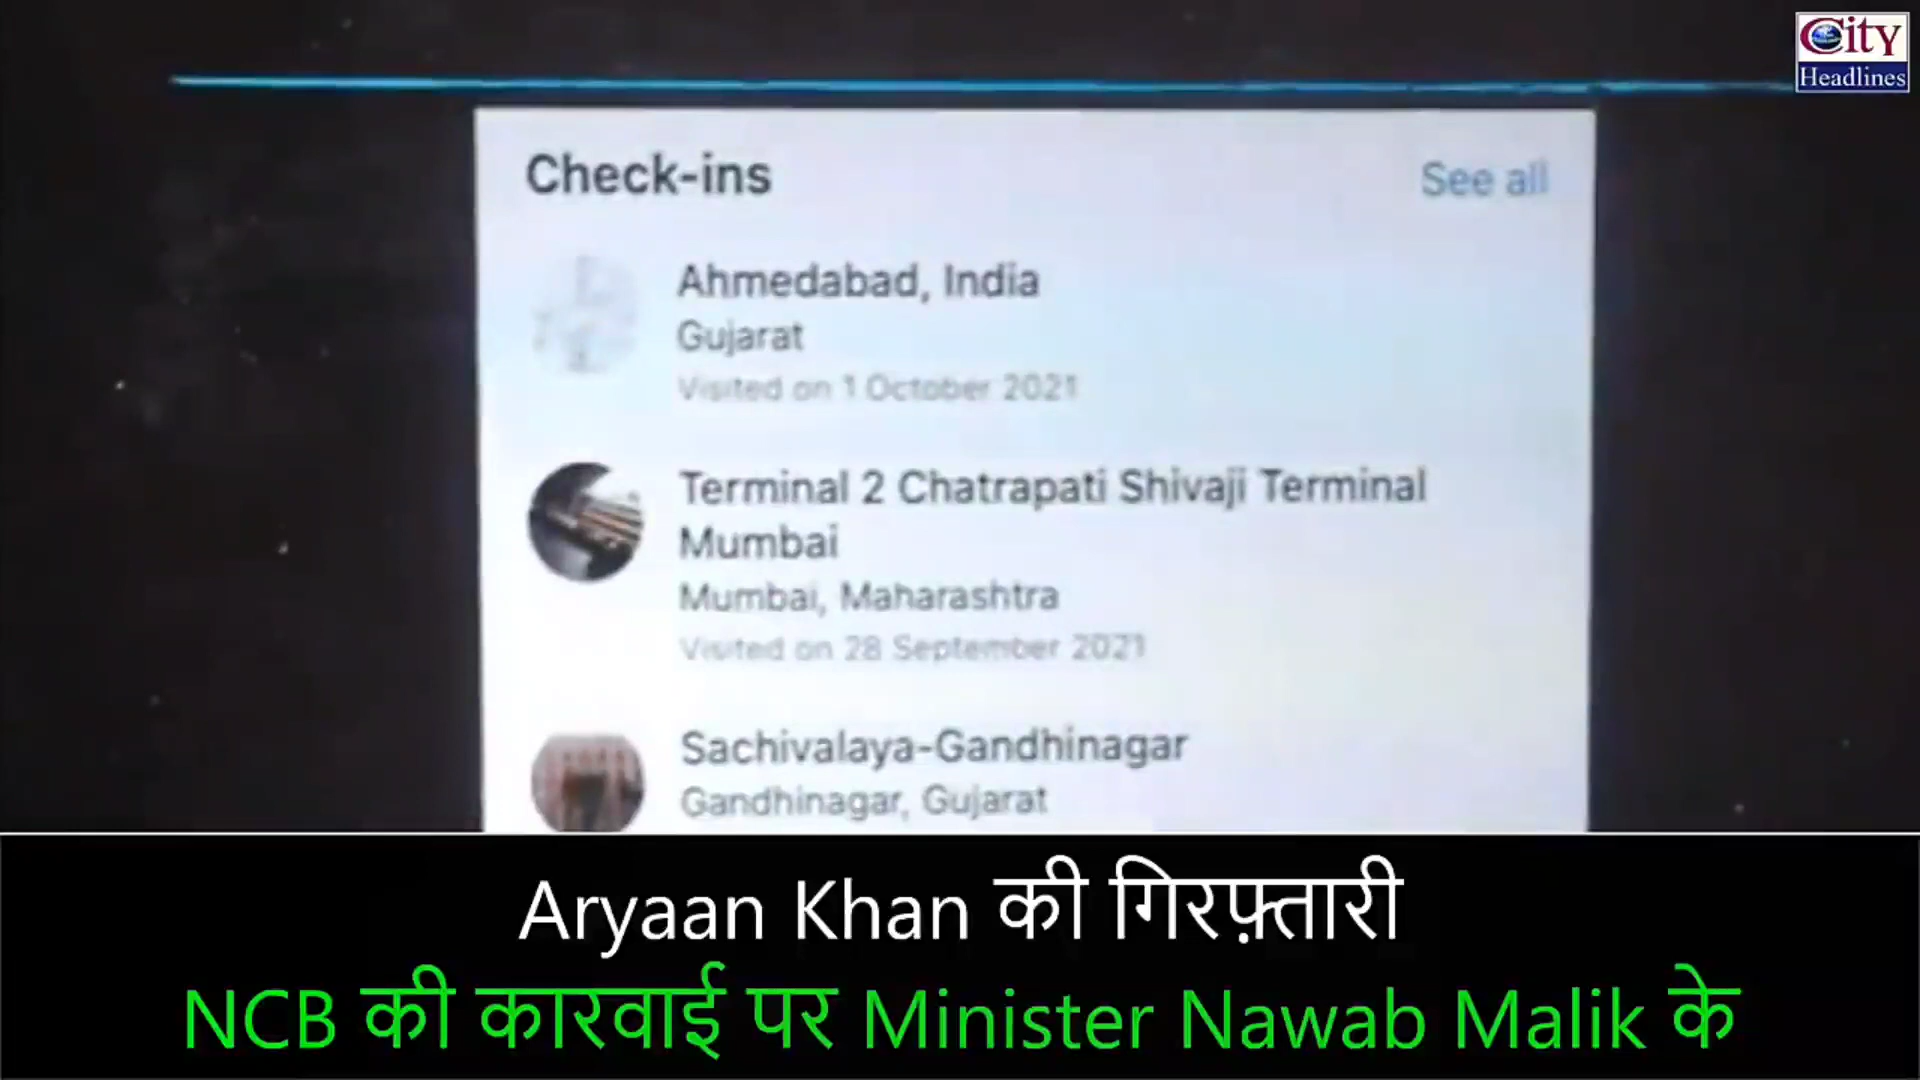 City
Headlines
Check-ins
See all
Ahmedabad, India
Gujarat
Visited on 1 October 2021
Terminal 2 Chatrapati Shivaji Terminal
Mumbai
Mumbai, Maharashtra
Visited on 28 September 2021
Sachivalaya-Gandhinagar
Gandhinagar, Gujarat
Aryaan Khan की गिरफ़्तारी
NCB की कारवाई पर Minister Nawab Malik के